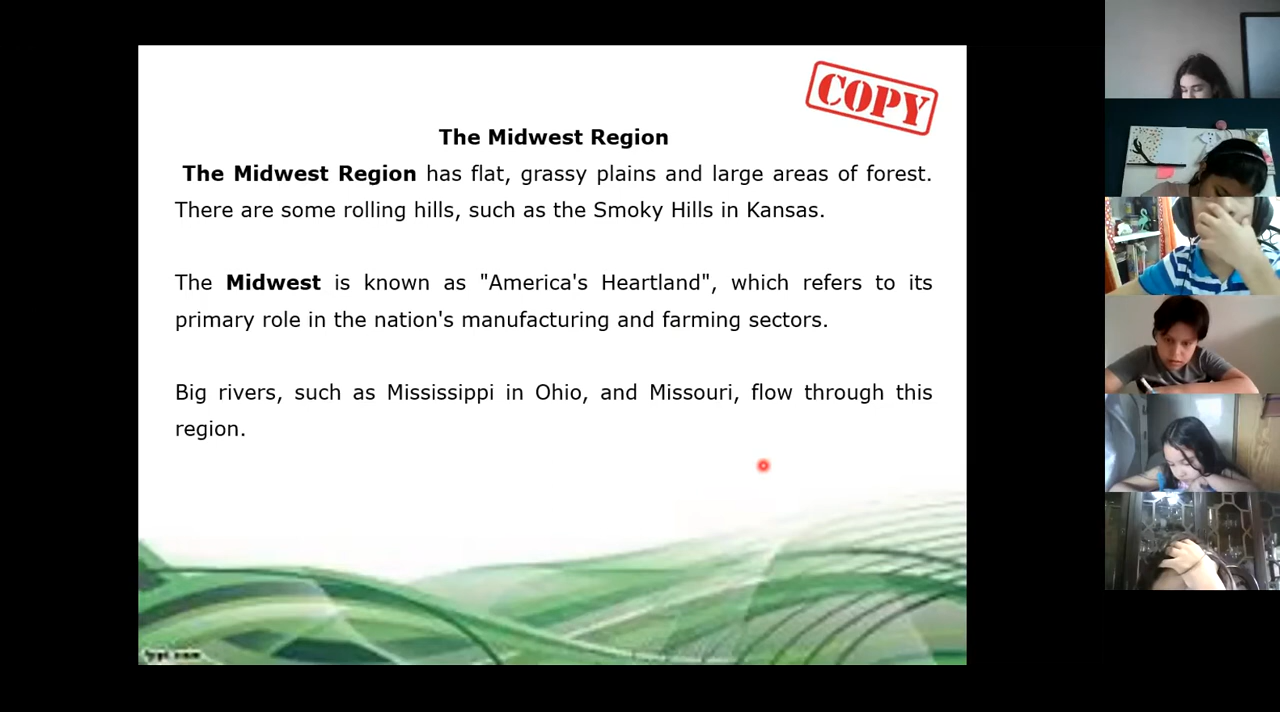 COPY
The Midwest Region
The Midwest Region has flat, grassy plains and large areas of forest.
There are some rolling hills, such as the Smoky Hills in Kansas.
The Midwest is known as "America's Heartland", which refers to its
primary role in the nation's manufacturing and farming sectors.
Big rivers, such as Mississippi in Ohio, and Missouri, flow through this
region.